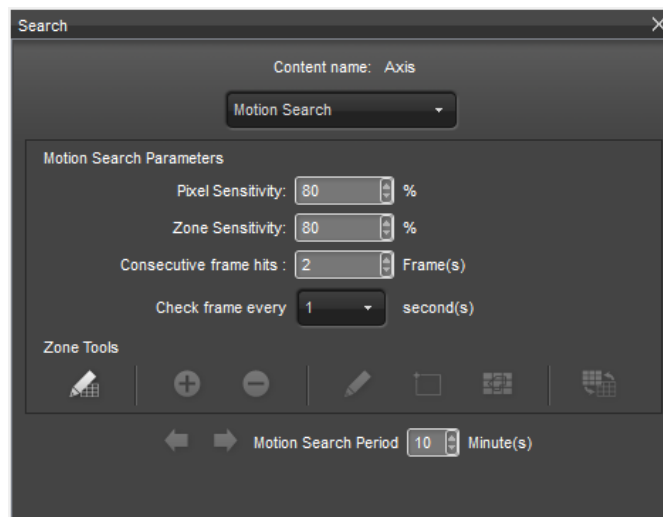 Search
Content name: Axis
Motion Search
Motion Search Parameters
Pixel Sensitivity: 80 %
Zone Sensitivity: 80 %
Consecutive frame hits : 2 Frame(s)
Check frame every 1 second(s)
Zone Tools
Motion Search Period 10 Minute(s)